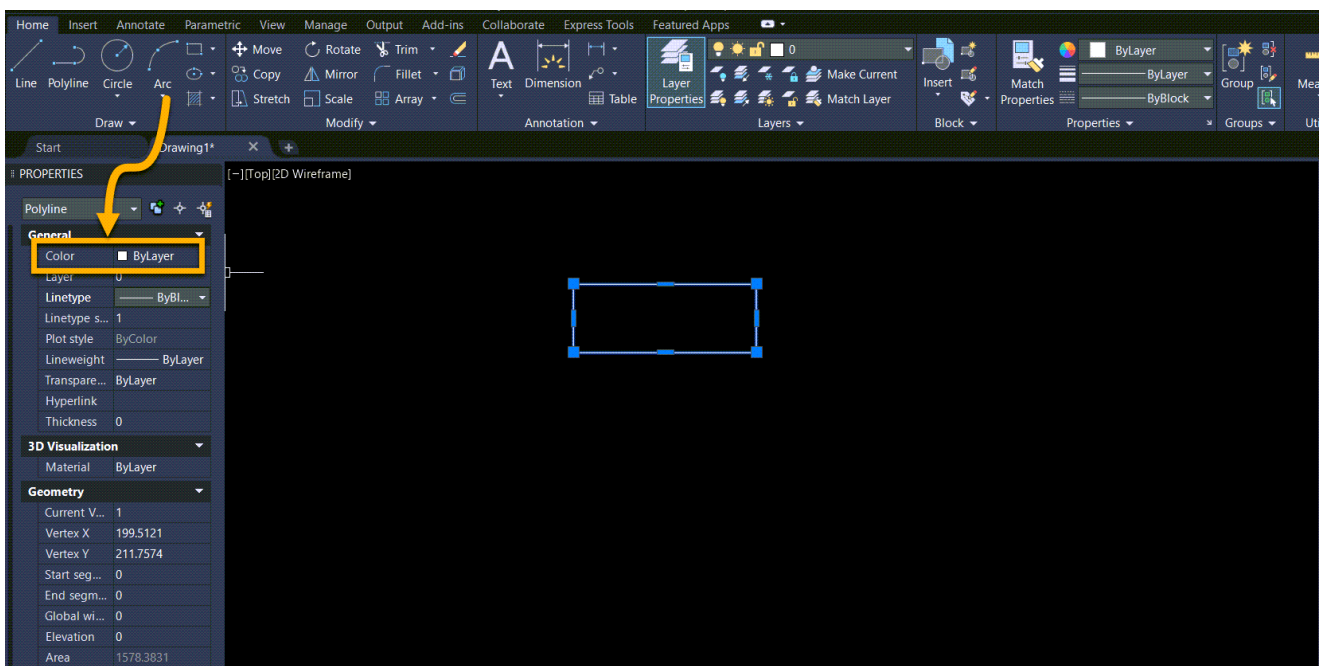 Home Insert Annotate Parametric View Manage Output Add-ins Collaborate Express Tools Featured Apps
Move Rotate Trim 0 ByLayer
Copy Mirror Fillet Make Current ByLayer
Line Polyline Circle Arc Text Dimension Layer Properties Insert Match Properties Group
Stretch Scale Array Table Match Layer ByBlock
Draw Modify Annotation Layers Block Properties Groups
Start Drawing1*
PROPERTIES [−][Top][2D Wireframe]
Polyline
General
Color ByLayer
Layer 0
Linetype ByBl...
Linetype s... 1
Plot style ByColor
Lineweight ByLayer
Transpare... ByLayer
Hyperlink
Thickness 0
3D Visualization
Material ByLayer
Geometry
Current V... 1
Vertex X 199.5121
Vertex Y 211.7574
Start seg... 0
End segm... 0
Global wi... 0
Elevation 0
Area 1578.3831